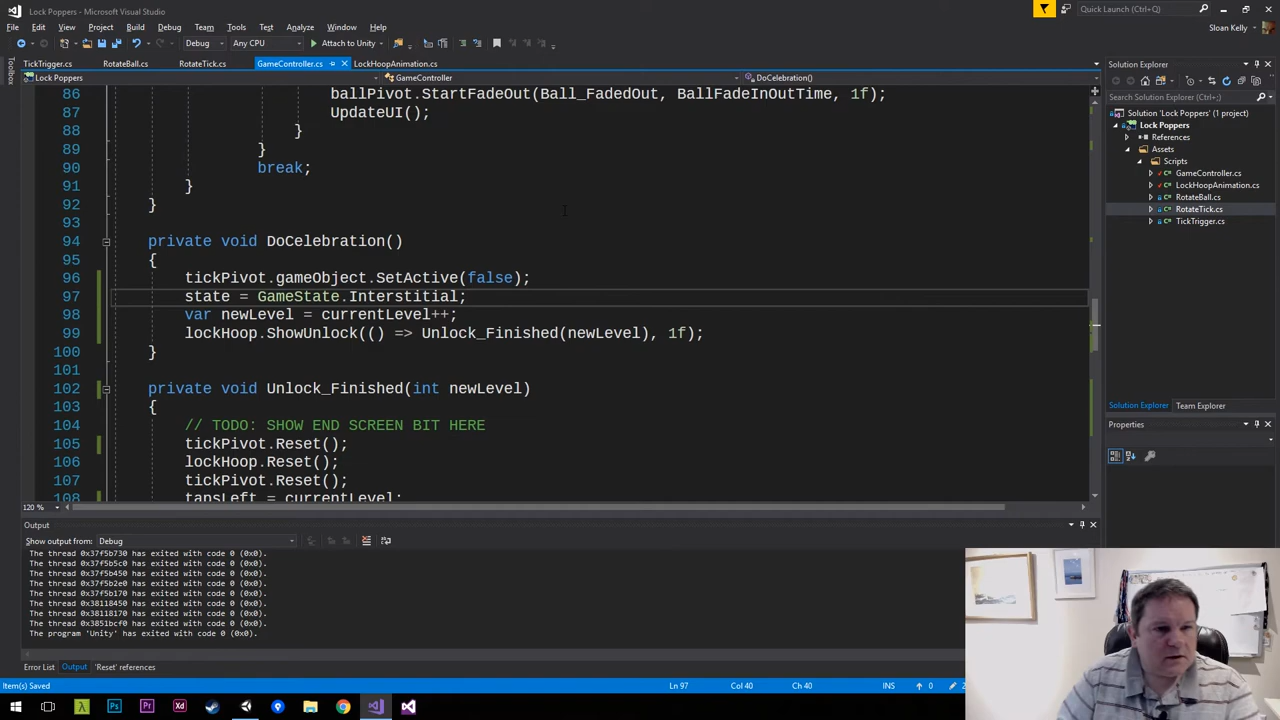 Lock Poppers - Microsoft Visual Studio
Quick Launch (Ctrl+Q)
File Edit View Project Build Debug Team Tools Test Analyze Window Help
Sloan Kelly
Debug Any CPU Attach to Unity
TickTrigger.cs RotateBall.cs RotateTick.cs GameController.cs LockHoopAnimation.cs
Toolbox
Lock Poppers GameController DoCelebration()
86 ballPivot.StartFadeOut(Ball_FadedOut, BallFadeInOutTime, 1f);
87 UpdateUI();
88 }
89 }
90 break;
91 }
92 }
93
94 private void DoCelebration()
95 {
96 tickPivot.gameObject.SetActive(false);
97 state = GameState.Interstitial;
98 var newLevel = currentLevel++;
99 lockHoop.ShowUnlock(() => Unlock_Finished(newLevel), 1f);
100 }
101
102 private void Unlock_Finished(int newLevel)
103 {
104 // TODO: SHOW END SCREEN BIT HERE
105 tickPivot.Reset();
106 lockHoop.Reset();
107 tickPivot.Reset();
108 tapsLeft = currentLevel;
120 %
Solution Explorer
Search Solution Explorer (Ctrl+;)
Solution 'Lock Poppers' (1 project)
Lock Poppers
References
Assets
Scripts
GameController.cs
LockHoopAnimation.cs
RotateBall.cs
RotateTick.cs
TickTrigger.cs
Solution Explorer Team Explorer
Properties
Output
Show output from: Debug
The thread 0x37f5b730 has exited with code 0 (0x0).
The thread 0x37f5b5c0 has exited with code 0 (0x0).
The thread 0x37f5b450 has exited with code 0 (0x0).
The thread 0x37f5b2e0 has exited with code 0 (0x0).
The thread 0x37f5b170 has exited with code 0 (0x0).
The thread 0x38118450 has exited with code 0 (0x0).
The thread 0x38118170 has exited with code 0 (0x0).
The thread 0x3851bcf0 has exited with code 0 (0x0).
The program 'Unity' has exited with code 0 (0x0).
Error List Output 'Reset' references
Item(s) Saved Ln 97 Col 40 Ch 40 INS 0 2
Ps Pr Xd